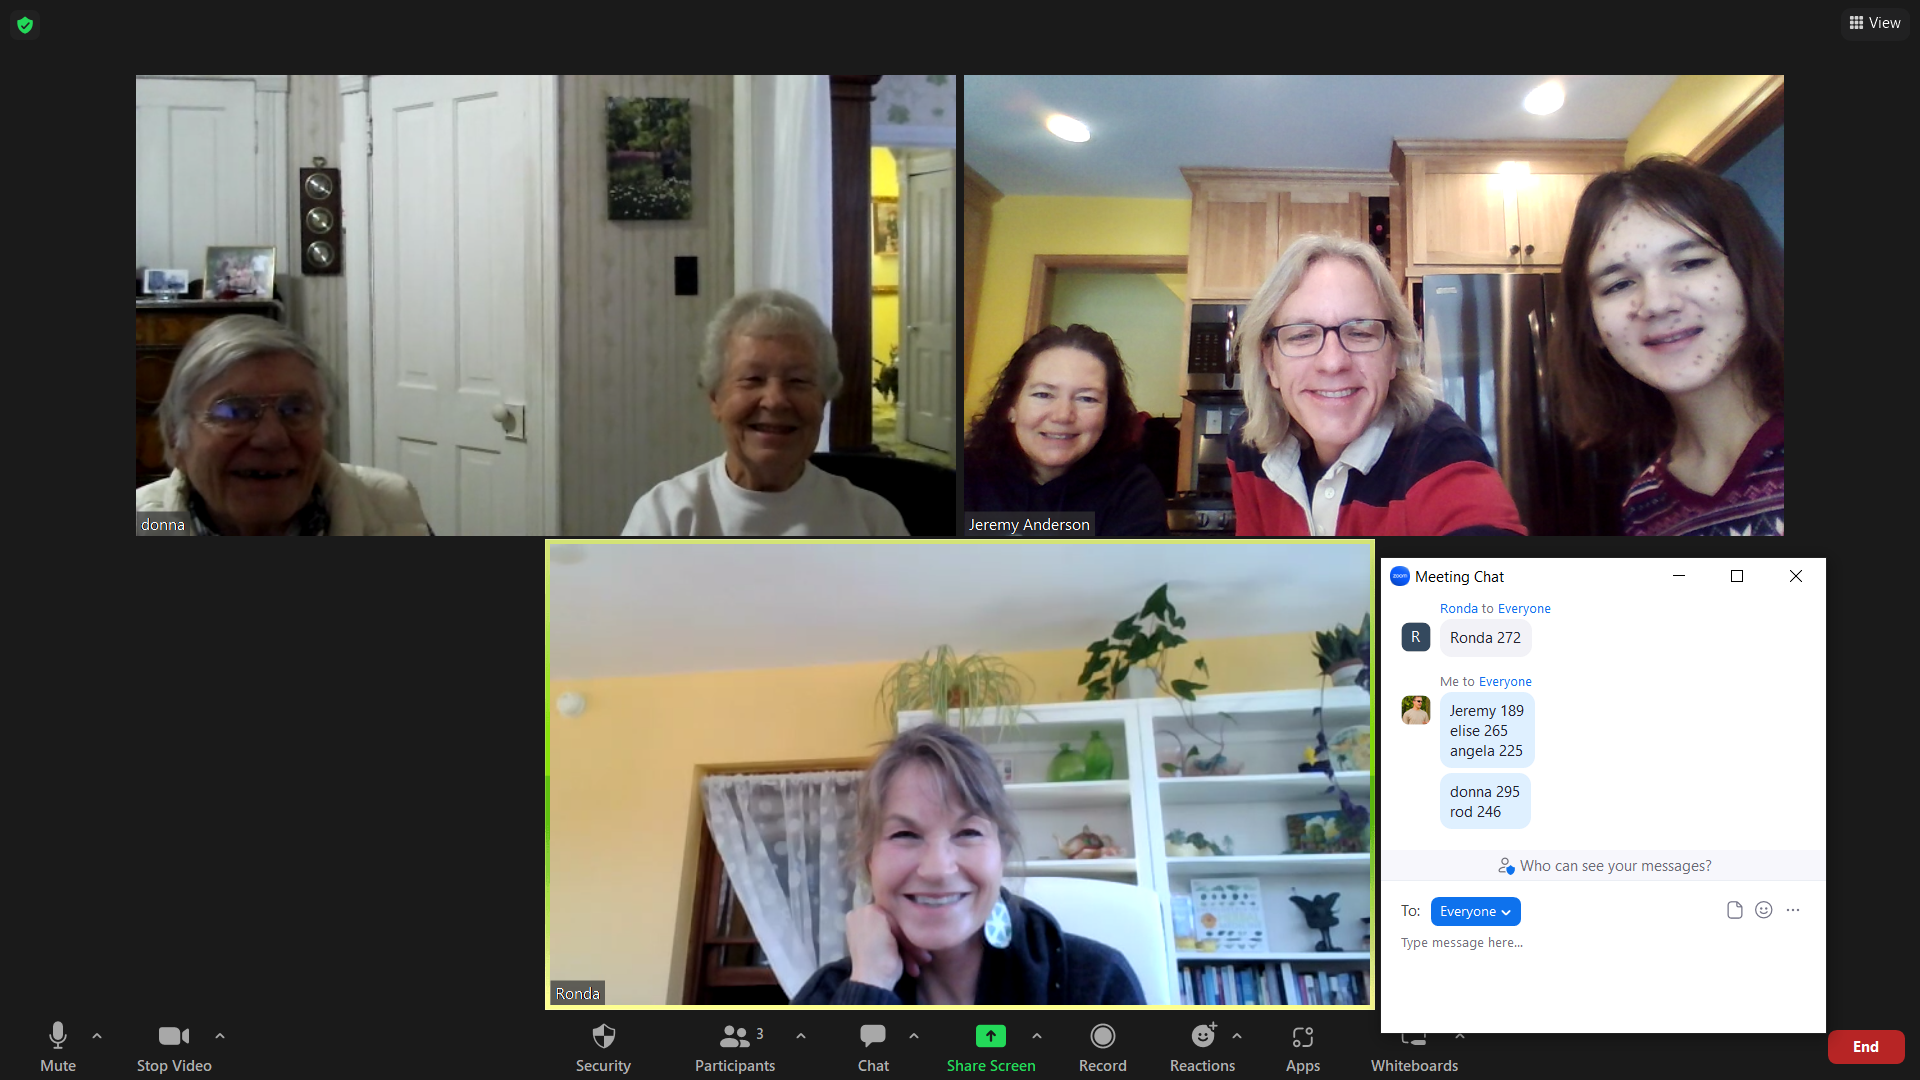 View
donna
Jeremy Anderson
Ronda
zoom
Meeting Chat
Ronda to Everyone
R
Ronda 272
Me to Everyone
Jeremy 189
elise 265
angela 225
donna 295
rod 246
Who can see your messages?
To: Everyone
Type message here...
Mute
Stop Video
Security
Participants
3
Chat
Share Screen
Record
Reactions
Apps
Whiteboards
End